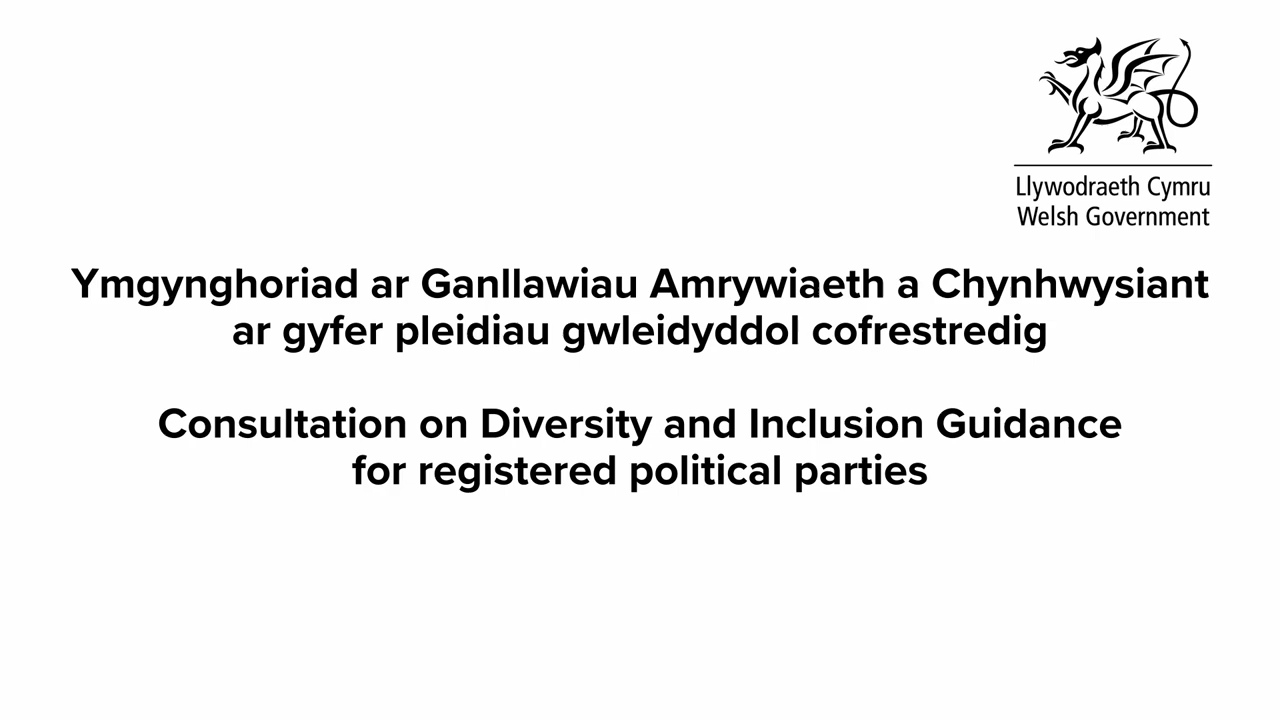 Llywodraeth Cymru
Welsh Government
Ymgynghoriad ar Ganllawiau Amrywiaeth a Chynhwysiant
ar gyfer pleidiau gwleidyddol cofrestredig
Consultation on Diversity and Inclusion Guidance
for registered political parties